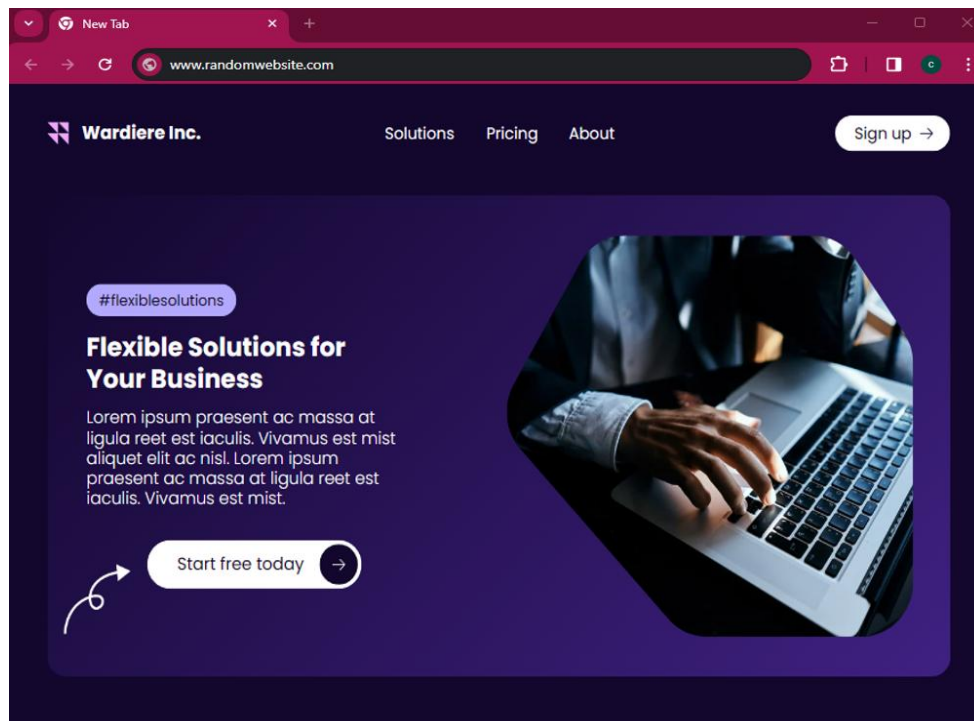 New Tab
www.randomwebsite.com
c
Wardiere Inc.
Solutions Pricing About
Sign up
#flexiblesolutions
Flexible Solutions for
Your Business
Lorem ipsum praesent ac massa at
ligula reet est iaculis. Vivamus est mist
aliquet elit ac nisl. Lorem ipsum
praesent ac massa at ligula reet est
iaculis. Vivamus est mist.
Start free today